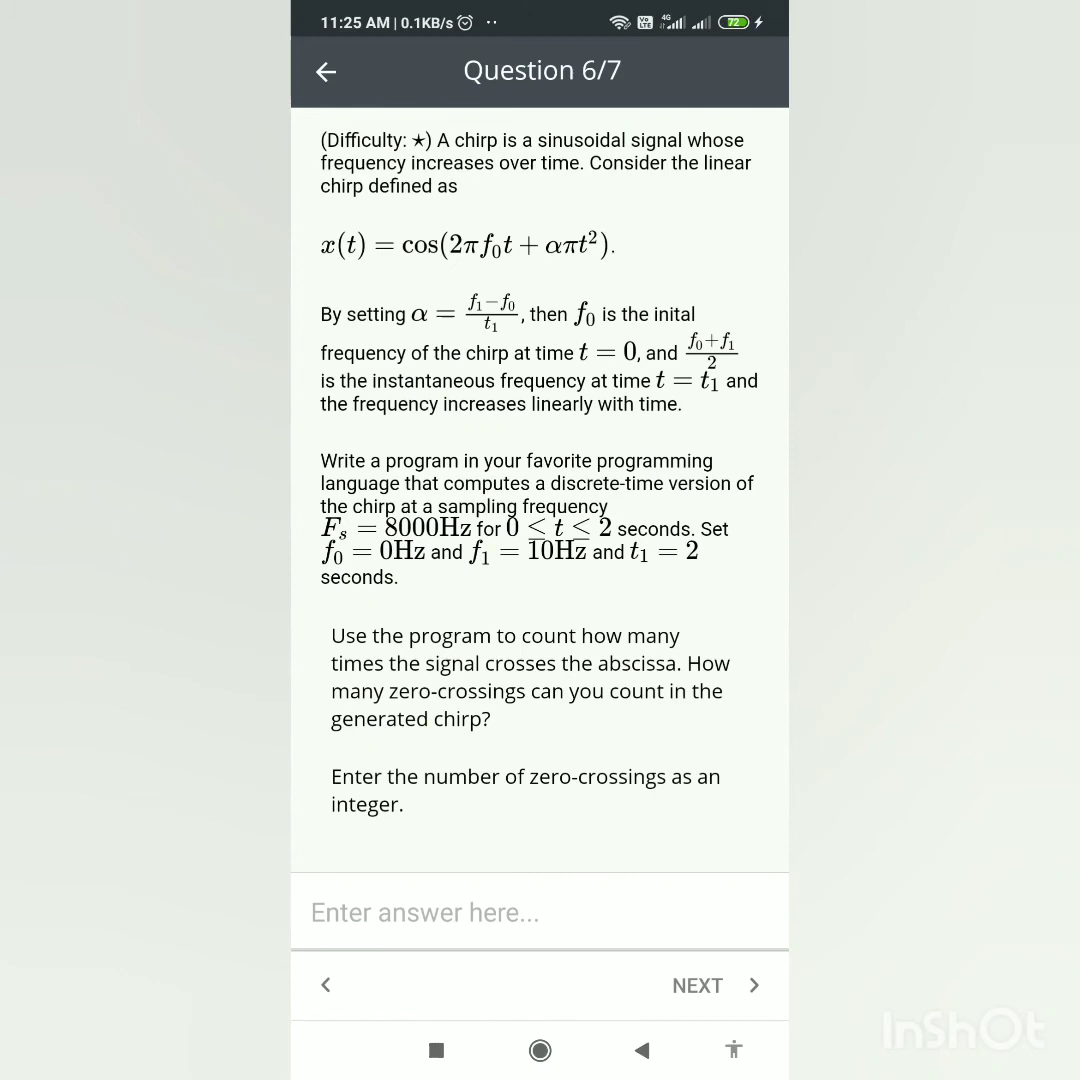 11:25 AM | 0.1KB/s
Vo LTE 4G 72
Question 6/7
(Difficulty: ⋆) A chirp is a sinusoidal signal whose
frequency increases over time. Consider the linear
chirp defined as
x(t) = cos(2πf₀t + απt²).
By setting α = (f₁−f₀)/t₁, then f₀ is the inital
frequency of the chirp at time t = 0, and (f₀+f₁)/2
is the instantaneous frequency at time t = t₁ and
the frequency increases linearly with time.
Write a program in your favorite programming
language that computes a discrete-time version of
the chirp at a sampling frequency
Fₛ = 8000Hz for 0 ≤ t ≤ 2 seconds. Set
f₀ = 0Hz and f₁ = 10Hz and t₁ = 2
seconds.
Use the program to count how many
times the signal crosses the abscissa. How
many zero-crossings can you count in the
generated chirp?
Enter the number of zero-crossings as an
integer.
Enter answer here...
< NEXT >
InShOt